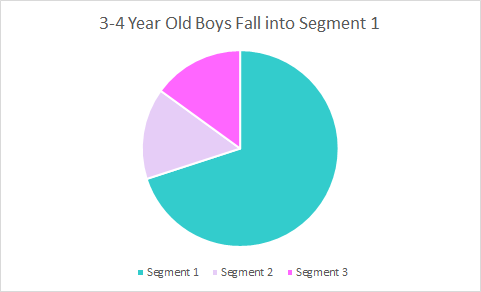 3-4 Year Old Boys Fall into Segment 1
Segment 1 Segment 2 Segment 3